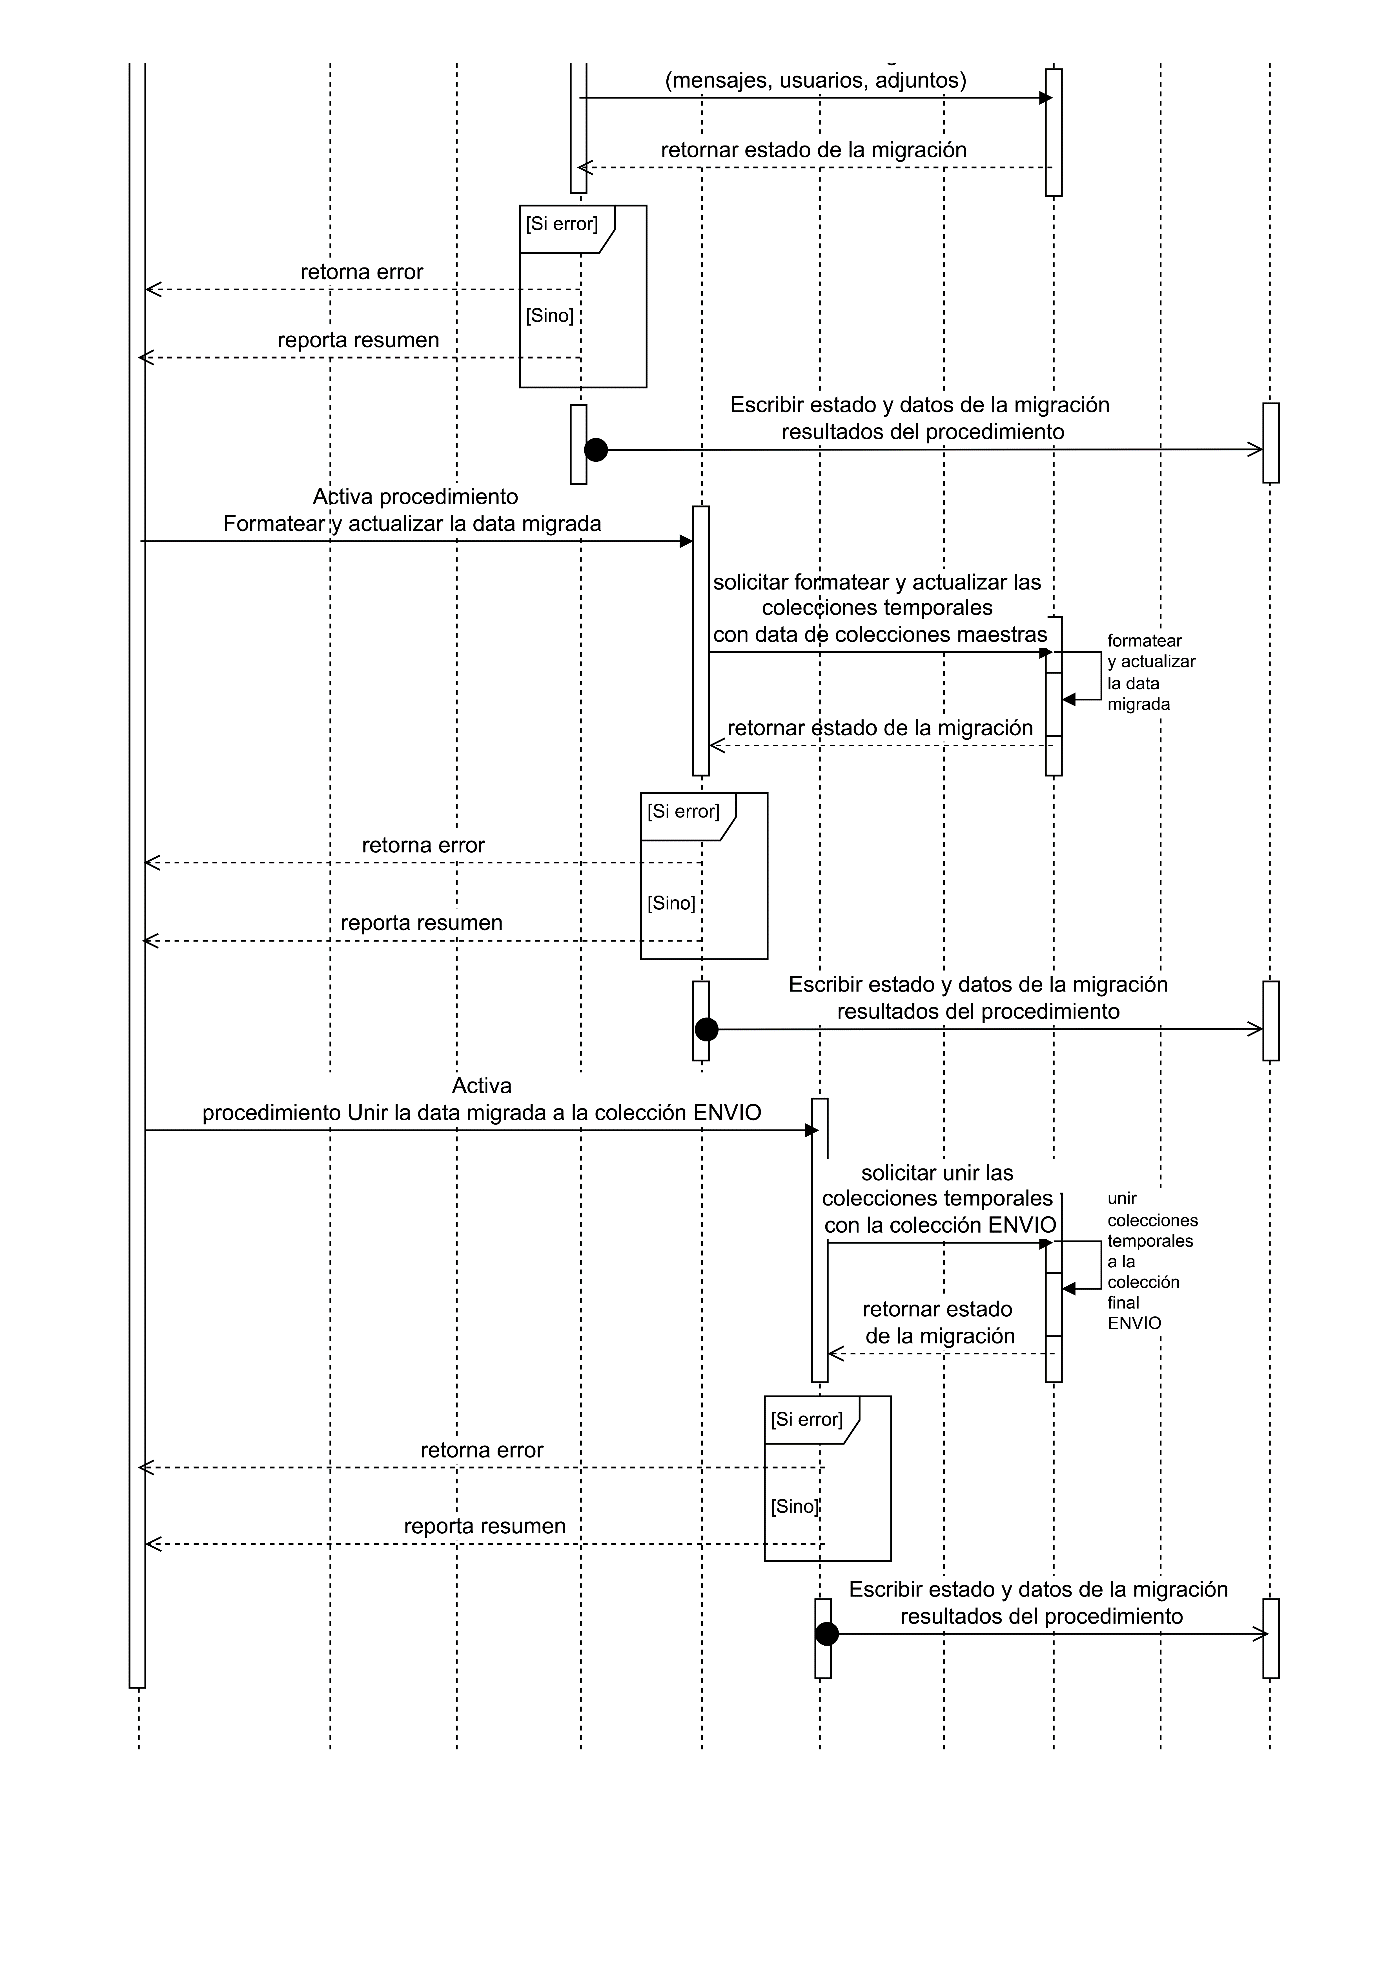 (mensajes, usuarios, adjuntos)
retornar estado de la migración
[Si error]
retorna error
[Sino]
reporta resumen
Escribir estado y datos de la migración
resultados del procedimiento
Activa procedimiento
Formatear y actualizar la data migrada
solicitar formatear y actualizar las
colecciones temporales
con data de colecciones maestras
formatear
y actualizar
la data
migrada
retornar estado de la migración
[Si error]
retorna error
[Sino]
reporta resumen
Escribir estado y datos de la migración
resultados del procedimiento
Activa
procedimiento Unir la data migrada a la colección ENVIO
solicitar unir las
colecciones temporales
con la colección ENVIO
unir
colecciones
temporales
a la
colección
final
ENVIO
retornar estado
de la migración
[Si error]
retorna error
[Sino]
reporta resumen
Escribir estado y datos de la migración
resultados del procedimiento